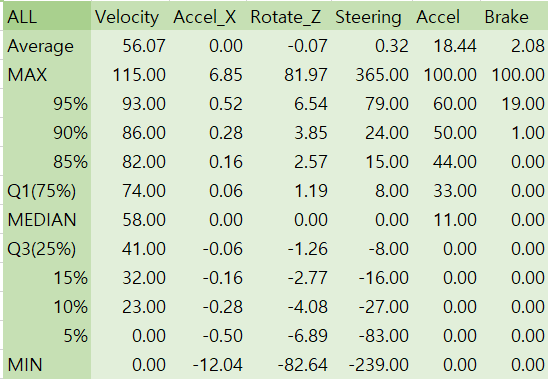 ALL Velocity Accel_X Rotate_Z Steering Accel Brake
Average 56.07 0.00 -0.07 0.32 18.44 2.08
MAX 115.00 6.85 81.97 365.00 100.00 100.00
95% 93.00 0.52 6.54 79.00 60.00 19.00
90% 86.00 0.28 3.85 24.00 50.00 1.00
85% 82.00 0.16 2.57 15.00 44.00 0.00
Q1(75%) 74.00 0.06 1.19 8.00 33.00 0.00
MEDIAN 58.00 0.00 0.00 0.00 11.00 0.00
Q3(25%) 41.00 -0.06 -1.26 -8.00 0.00 0.00
15% 32.00 -0.16 -2.77 -16.00 0.00 0.00
10% 23.00 -0.28 -4.08 -27.00 0.00 0.00
5% 0.00 -0.50 -6.89 -83.00 0.00 0.00
MIN 0.00 -12.04 -82.64 -239.00 0.00 0.00